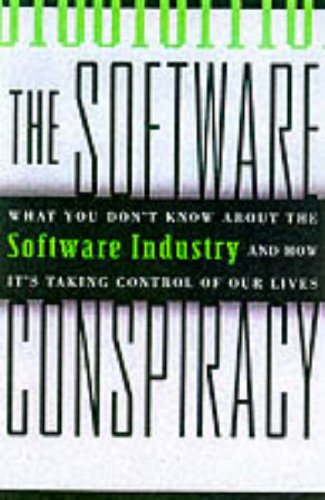 THE SOFTWARE
WHAT YOU DON'T KNOW ABOUT THE
Software Industry AND HOW
IT'S TAKING CONTROL OF OUR LIVES
CONSPIRACY